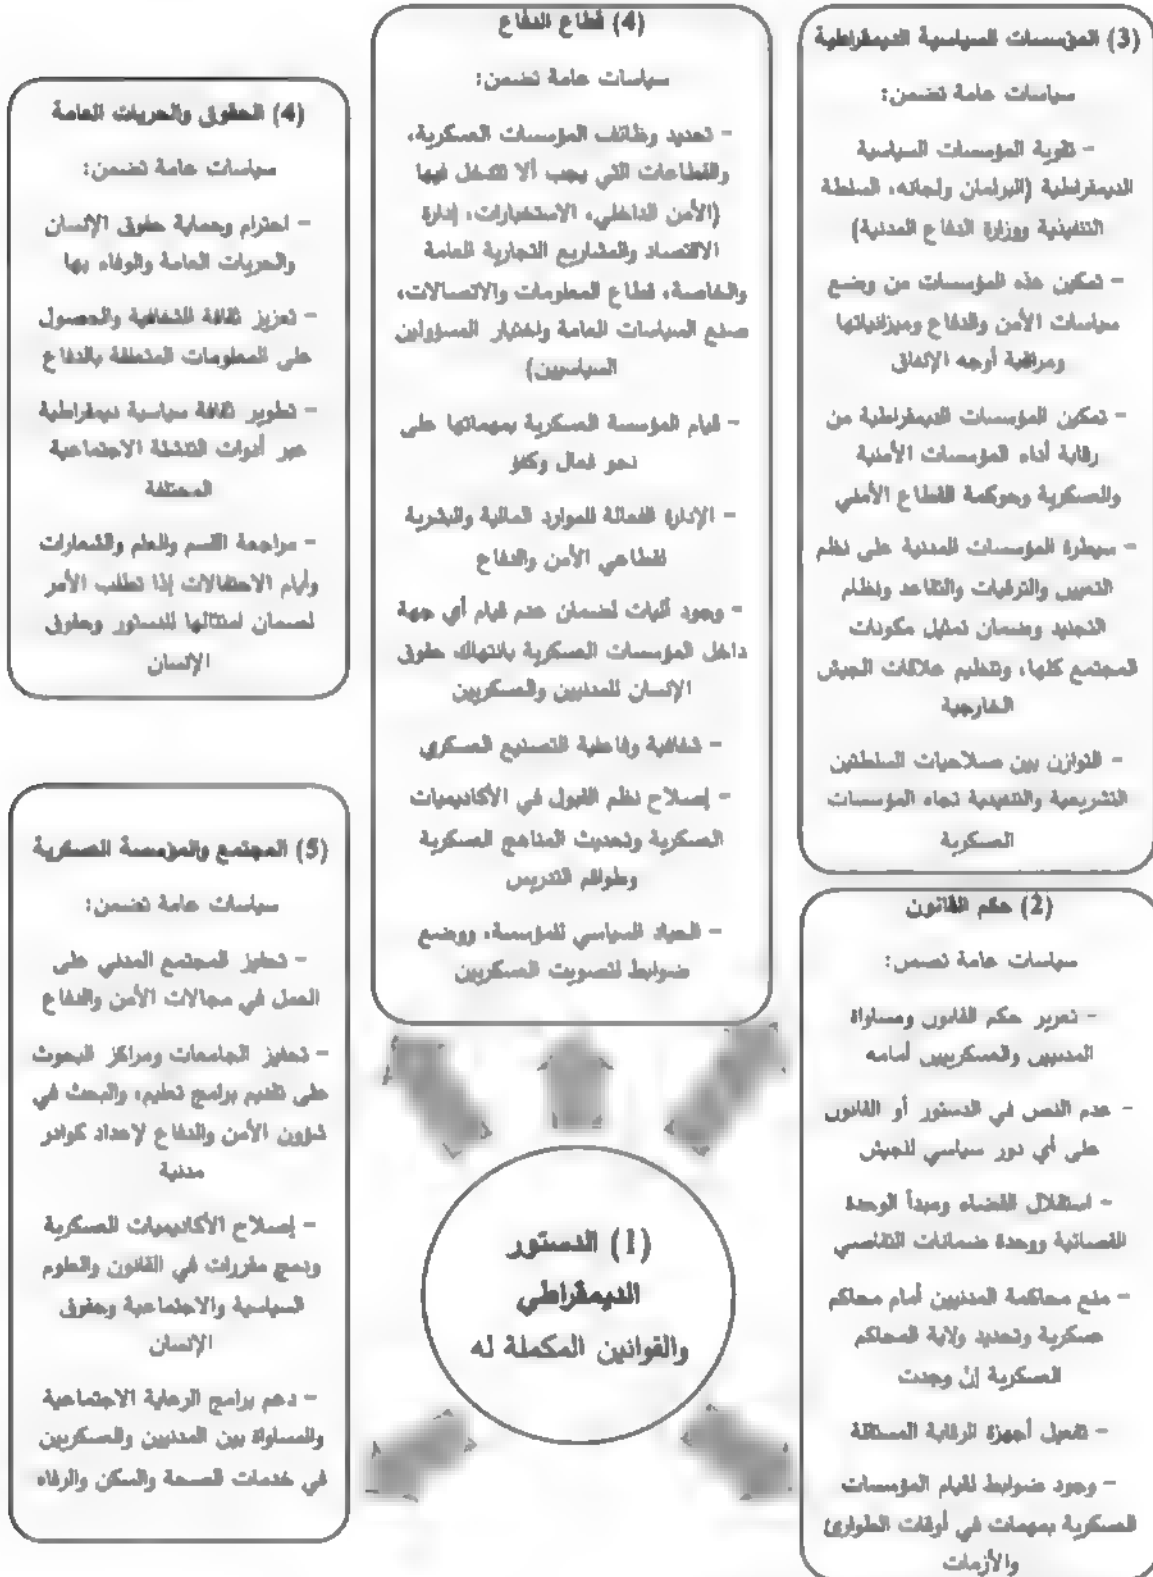 (3) المؤسسات السياسية الديمقراطية
سياسات عامة تضمن:
- تقوية المؤسسات السياسية
الديمقراطية (البرلمان ولجانه، السلطة
التنفيذية ووزارة الدفاع المدنية)
- تمكين هذه المؤسسات من وضع
سياسات الأمن والدفاع وميزانياتها
ومراقبة أوجه الإنفاق
- تمكين المؤسسات الديمقراطية من
رقابة أداء المؤسسات الأمنية
والعسكرية وحوكمة القطاع الأمني
- سيطرة المؤسسات المدنية على نظم
التعيين والترقيات والتقاعد ونظام
التجنيد وضمان تمثيل مكونات
المجتمع كلها، وتنظيم علاقات الجيش
الخارجية
- التوازن بين صلاحيات السلطتين
التشريعية والتنفيذية تجاه المؤسسات
العسكرية
(4) قطاع الدفاع
سياسات عامة تضمن:
- تحديد وظائف المؤسسات العسكرية،
والقطاعات التي يجب ألا تتدخل فيها
(الأمن الداخلي، الاستخبارات، إدارة
الاقتصاد والمشاريع التجارية العامة
والخاصة، قطاع المعلومات والاتصالات،
صنع السياسات العامة واختيار المسؤولين
السياسيين)
- قيام المؤسسة العسكرية بمهماتها على
نحو فعال وكفؤ
- الإدارة الفعالة للموارد المالية والبشرية
لقطاعي الأمن والدفاع
- وجود آليات لضمان عدم قيام أي جهة
داخل المؤسسات العسكرية بانتهاك حقوق
الإنسان للمدنيين والعسكريين
- شفافية وفاعلية التصنيع العسكري
- إصلاح نظم القبول في الأكاديميات
العسكرية وتحديث المناهج العسكرية
وطواقم التدريس
- الحياد السياسي للمؤسسة، ووضع
ضوابط لتصويت العسكريين
(4) الحقوق والحريات العامة
سياسات عامة تضمن:
- احترام وحماية حقوق الإنسان
والحريات العامة والوفاء بها
- تعزيز ثقافة الشفافية والحصول
على المعلومات المتعلقة بالدفاع
- تطوير ثقافة سياسية ديمقراطية
عبر أدوات التنشئة الاجتماعية
المختلفة
- مراجعة القسم والعلم والشعارات
وأيام الاحتفالات إذا تطلب الأمر
لضمان امتثالها للدستور وحقوق
الإنسان
(2) حكم القانون
سياسات عامة تضمن:
- تعزيز حكم القانون ومساواة
المدنيين والعسكريين أمامه
- عدم النص في الدستور أو القانون
على أي دور سياسي للجيش
- استقلال القضاء ومبدأ الوحدة
القضائية ووحدة ضمانات التقاضي
- منع محاكمة المدنيين أمام محاكم
عسكرية وتحديد ولاية المحاكم
العسكرية إنْ وجدت
- تفعيل أجهزة الرقابة المستقلة
- وجود ضوابط لقيام المؤسسات
العسكرية بمهمات في أوقات الطوارئ
والأزمات
(5) المجتمع والمؤسسة العسكرية
سياسات عامة تضمن:
- تحفيز المجتمع المدني على
العمل في مجالات الأمن والدفاع
- تحفيز الجامعات ومراكز البحوث
على تقديم برامج تعليم، والبحث في
شؤون الأمن والدفاع لإعداد كوادر
مدنية
- إصلاح الأكاديميات العسكرية
ودمج مقررات في القانون والعلوم
السياسية والاجتماعية وحقوق
الإنسان
- دعم برامج الرعاية الاجتماعية
والمساواة بين المدنيين والعسكريين
في خدمات الصحة والسكن والرفاه
(1) الدستور
الديمقراطي
والقوانين المكملة له